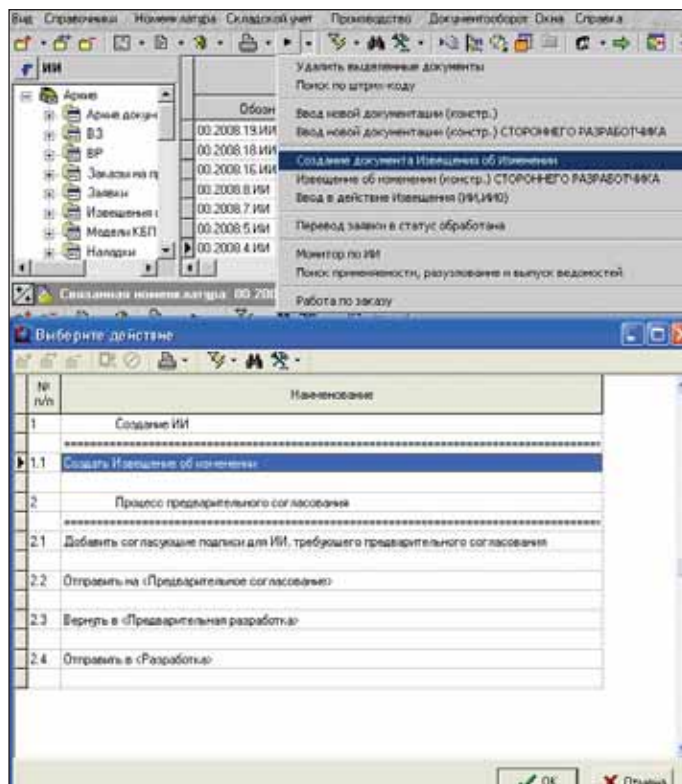 Вид Справочники Номенклатура Складской учет Производство Документооборот Окна Справка
ИИ
Архив
Архив докум
ВЗ
ВР
Заказы на п
Заявки
Извещения
Модели КБП
Наладки
Обозн
00.2008.19.ИИ
00.2008.18.ИИ
00.2008.16.ИИ
00.2008.8.ИИ
00.2008.7.ИИ
00.2008.5.ИИ
00.2008.4.ИИ
Удалить выделенные документы
Поиск по штрих-коду
Ввод новой документации (констр.)
Ввод новой документации (констр.) СТОРОННЕГО РАЗРАБОТЧИКА
Создание документа Извещения об Изменении
Извещение об изменении (констр.) СТОРОННЕГО РАЗРАБОТЧИКА
Ввод в действие Извещения (ИИ,ИИО)
Перевод заявки в статус обработана
Монитор по ИИ
Поиск применяемости, разузлование и выпуск ведомостей
Работа по заказу
Связанная номенклатура 00.200
Выберите действие
№ п/п
Наименование
1 Создание ИИ
1.1 Создать Извещение об изменении
2 Процесс предварительного согласования
2.1 Добавить согласующие подписи для ИИ, требующего предварительного согласования
2.2 Отправить на <Предварительное согласование>
2.3 Вернуть в <Предварительная разработка>
2.4 Отправить в <Разработка>
OK Отмена